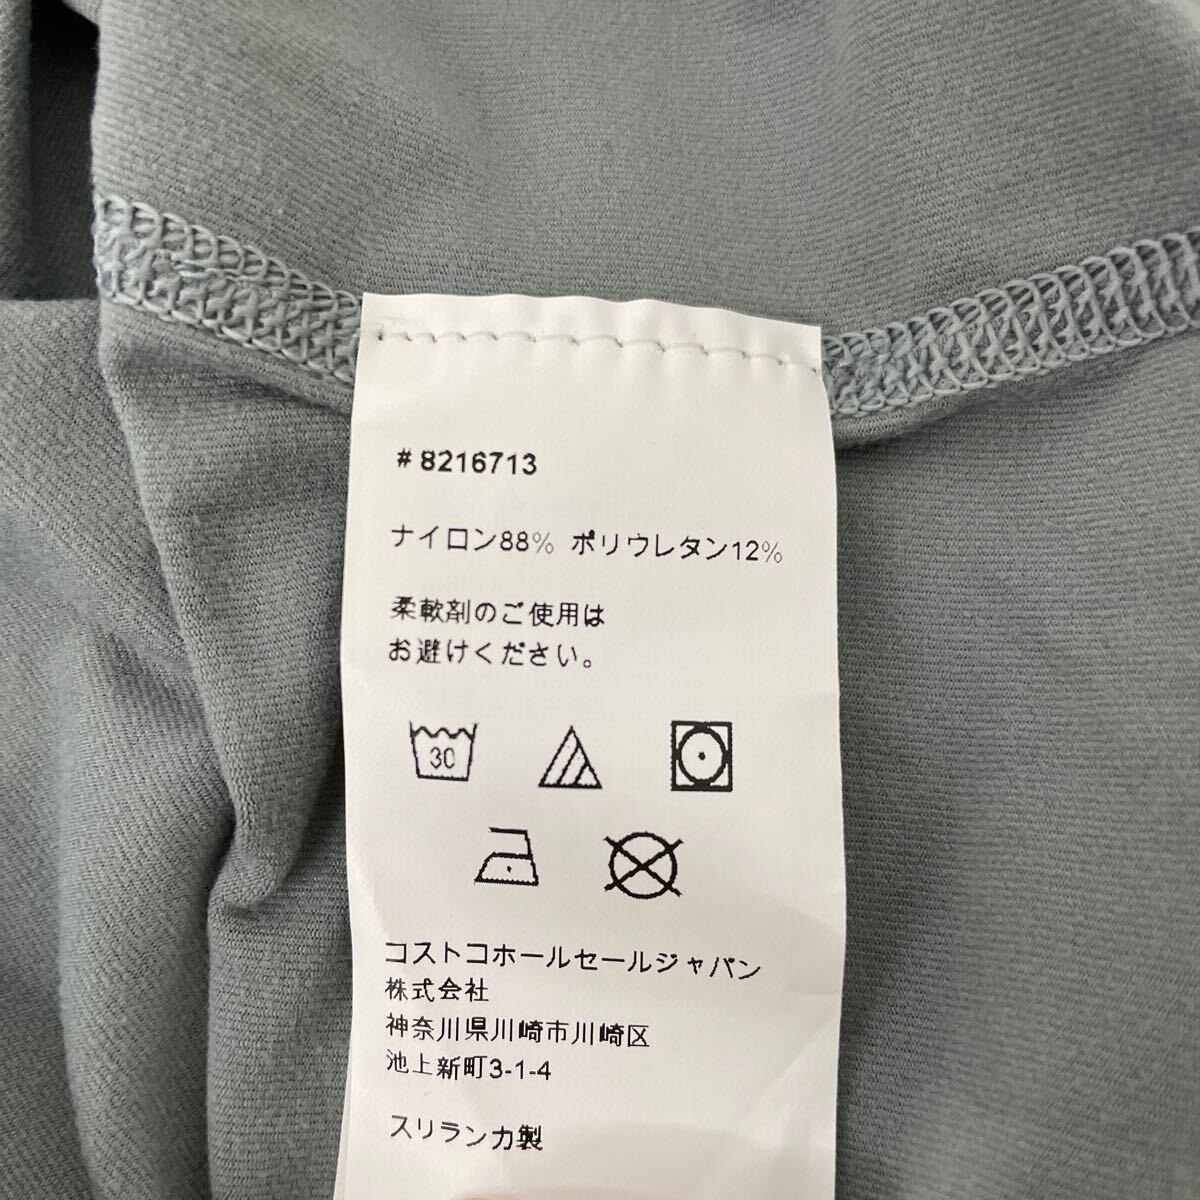 #8216713
ナイロン88% ポリウレタン12%
柔軟剤のご使用は
お避けください。
30
コストコホールセールジャパン
株式会社
神奈川県川崎市川崎区
池上新町3-1-4
スリランカ製